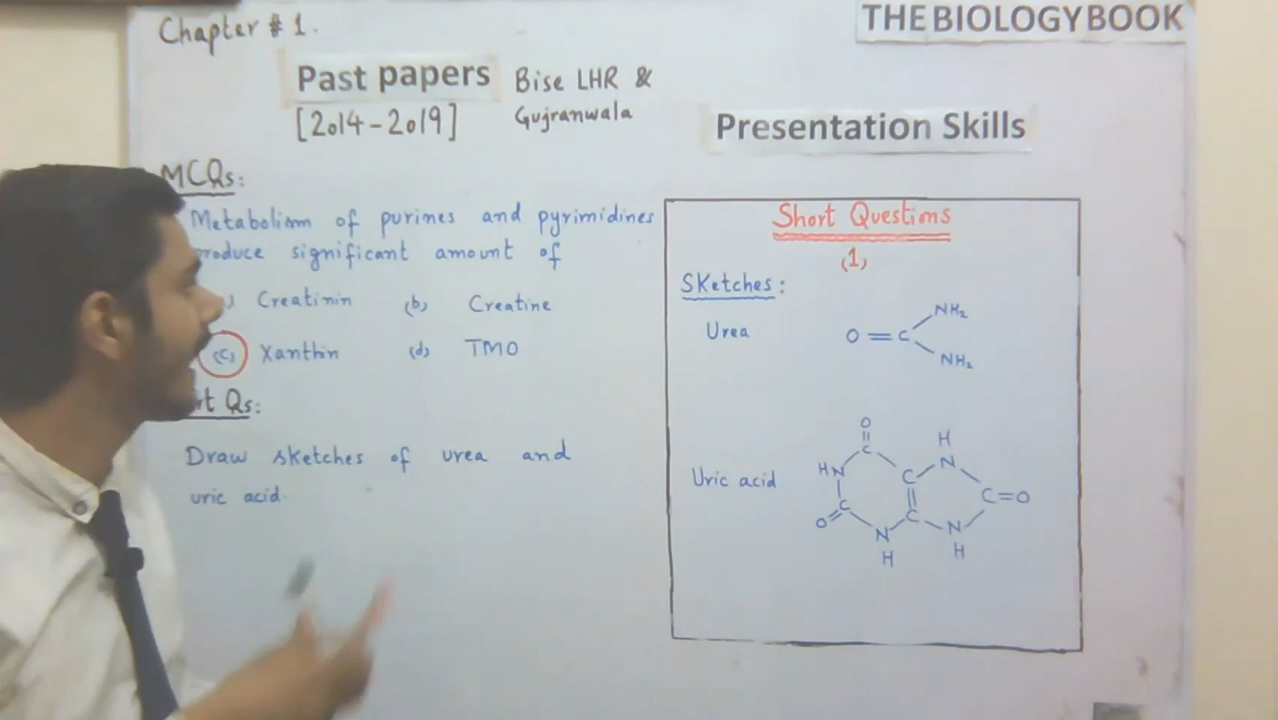 Chapter # 1.
THE BIOLOGY BOOK
Past papers Bise LHR &
[2014-2019] Gujranwala
Presentation Skills
MCQs:
Metabolism of purines and pyrimidines
produce significant amount of
) Creatinin (b) Creatine
(c) Xanthin (d) TMO
rt Qs:
Draw sketches of urea and
uric acid.
Short Questions
(1)
Sketches:
Urea
O=C
NH₂
NH₂
Uric acid
O
C
HN
C
O
N
H
C
C
N
H
C=O
N
H